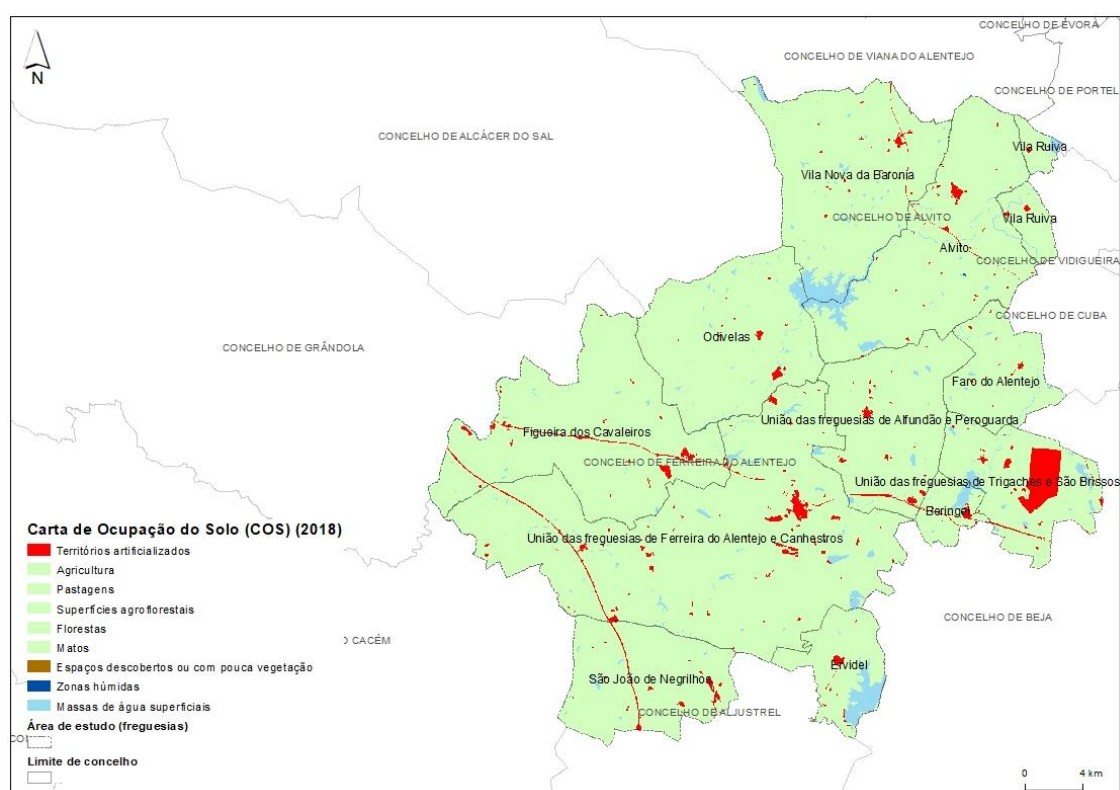 CONCELHO DE ÉVORA
CONCELHO DE VIANA DO ALENTEJO
N
CONCELHO DE PORTEL
CONCELHO DE ALCÁCER DO SAL
Vila Ruiva
Vila Nova da Baronia
CONCELHO DE ALVITO
Vila Ruiva
Alvito
CONCELHO DE VIDIGUEIRA
CONCELHO DE CUBA
Odivelas
CONCELHO DE GRÂNDOLA
Faro do Alentejo
União das freguesias de Alfundão e Peroguarda
Figueira dos Cavaleiros
CONCELHO DE FERREIRA DO ALENTEJO
União das freguesias de Trigaches e São Brissos
Beringel
União das freguesias de Ferreira do Alentejo e Canhestros
CONCELHO DE BEJA
O CACÉM
Ervidel
São João de Negrilhos
CONCELHO DE ALJUSTREL
Carta de Ocupação do Solo (COS) (2018)
Territórios artificializados
Agricultura
Pastagens
Superfícies agroflorestais
Florestas
Matos
Espaços descobertos ou com pouca vegetação
Zonas húmidas
Massas de água superficiais
Área de estudo (freguesias)
Limite de concelho
0 4 km